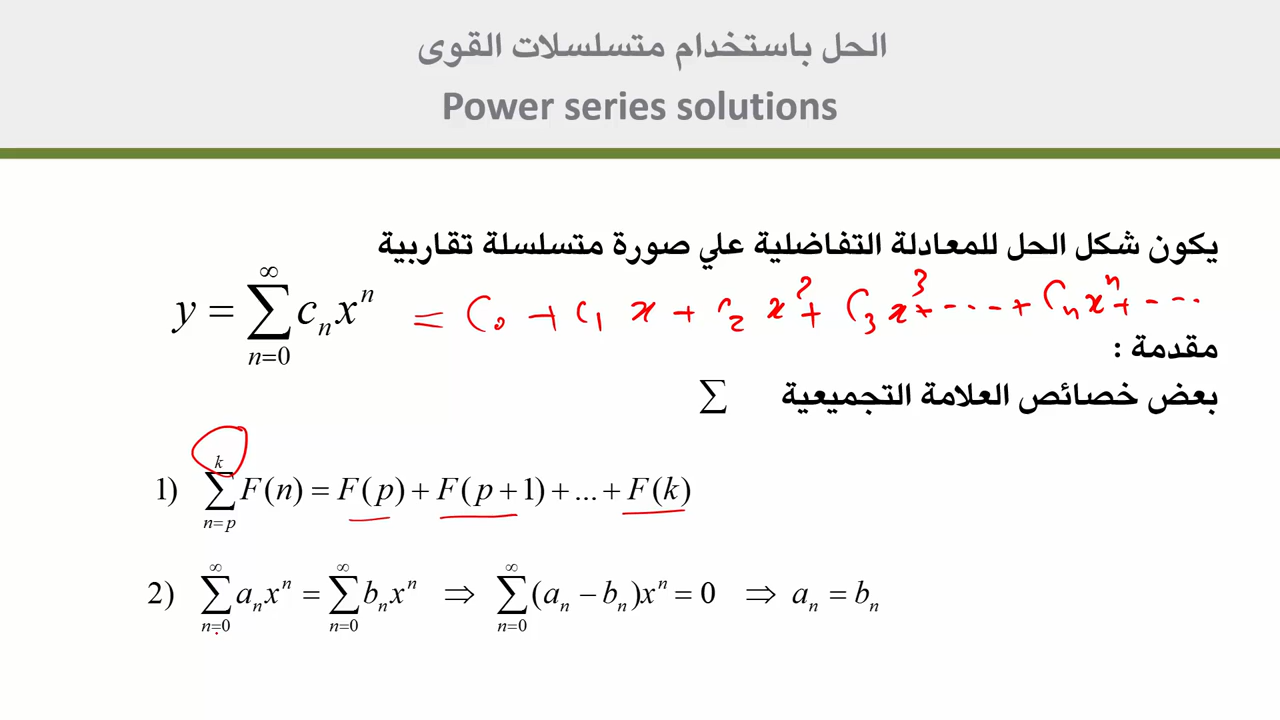 الحل باستخدام متسلسلات القوى
Power series solutions
يكون شكل الحل للمعادلة التفاضلية علي صورة متسلسلة تقاربية
y = ∑_{n=0}^{∞} c_n x^n = C_0 + C_1 x + C_2 x^2 + C_3 x^3 + ... + C_n x^n + ...
مقدمة :
بعض خصائص العلامة التجميعية ∑
1) ∑_{n=p}^{k} F(n) = F(p) + F(p+1) + ... + F(k)
2) ∑_{n=0}^{∞} a_n x^n = ∑_{n=0}^{∞} b_n x^n ⇒ ∑_{n=0}^{∞} (a_n − b_n)x^n = 0 ⇒ a_n = b_n